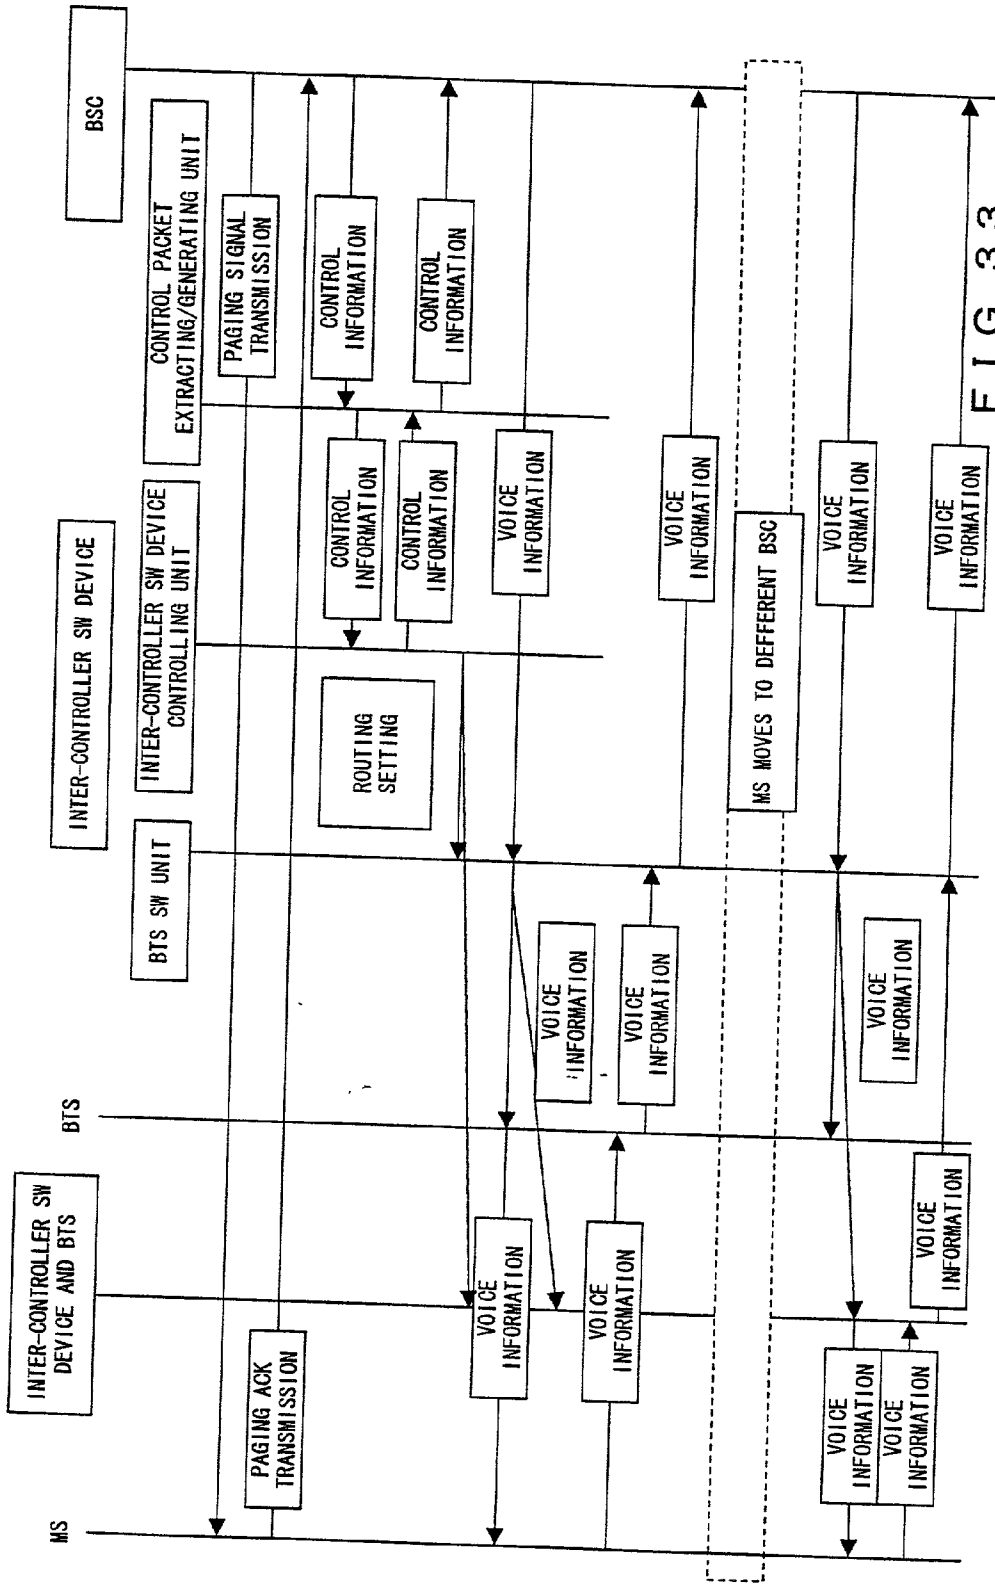 MS
INTER-CONTROLLER SW
DEVICE AND BTS
BTS
INTER-CONTROLLER SW DEVICE
BTS SW UNIT
INTER-CONTROLLER SW DEVICE
CONTROLLING UNIT
CONTROL PACKET
EXTRACTING/GENERATING UNIT
BSC
PAGING SIGNAL
TRANSMISSION
PAGING ACK
TRANSMISSION
CONTROL
INFORMATION
CONTROL
INFORMATION
ROUTING
SETTING
CONTROL
INFORMATION
CONTROL
INFORMATION
VOICE
INFORMATION
VOICE
INFORMATION
VOICE
INFORMATION
VOICE
INFORMATION
VOICE
INFORMATION
VOICE
INFORMATION
MS MOVES TO DEFFERENT BSC
VOICE
INFORMATION
VOICE
INFORMATION
VOICE
INFORMATION
VOICE
INFORMATION
VOICE
INFORMATION
VOICE
INFORMATION
FIG 33